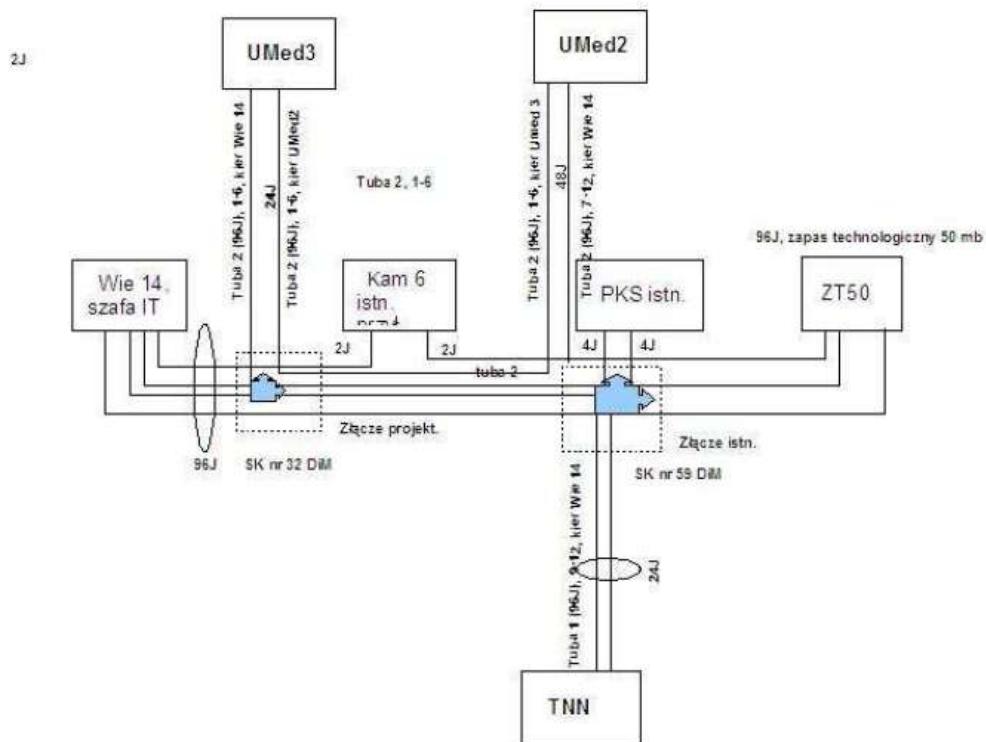 2J
UMed3
UMed2
Tuba 2 (96J), 1-6, kier Wie 14
24J
Tuba 2 (96J), 1-6, kier UMed2
Tuba 2, 1-6
Tuba 2 (96J), 1-6, kier Umed 3
48J
Tuba 2 (96J), 7-12, kier Wie 14
96J, zapas technologiczny 50 mb
Wie 14,
szafa IT
Kam 6
istn.
PKS istn.
ZT50
2J
2J
4J
4J
tuba 2
Złącze projekt.
Złącze istn.
96J
SK nr 32 DiM
SK nr 59 DiM
Tuba 1 (96J), 9-12, kier Wie 14
24J
TNN